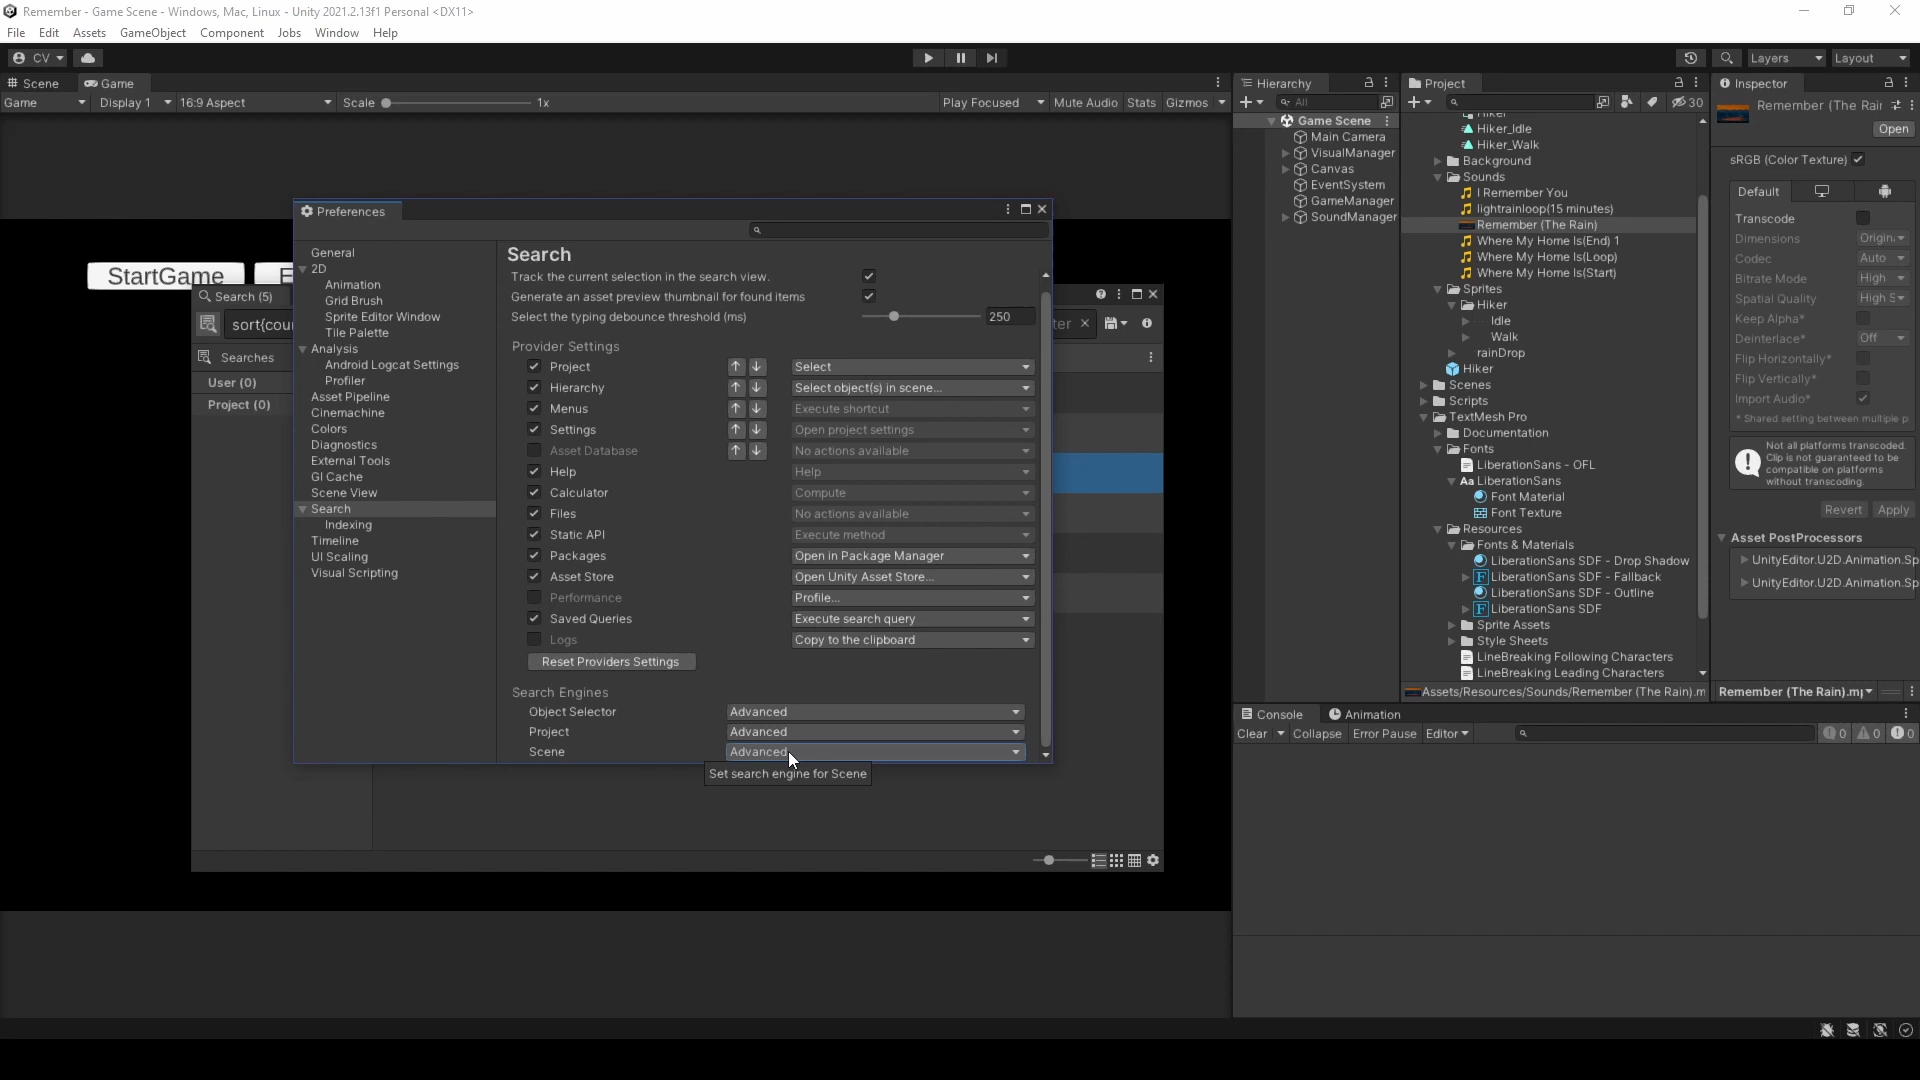 Remember - Game Scene - Windows, Mac, Linux - Unity 2021.2.13f1 Personal <DX11>
File Edit Assets GameObject Component Jobs Window Help
CV
Layers
Layout
Scene
Game
Game
Display 1
16:9 Aspect
Scale
1x
Play Focused
Mute Audio
Stats
Gizmos
StartGame
E
Search (5)
sort{cou
ter
Searches
User (0)
Project (0)
Preferences
General
2D
Animation
Grid Brush
Sprite Editor Window
Tile Palette
Analysis
Android Logcat Settings
Profiler
Asset Pipeline
Cinemachine
Colors
Diagnostics
External Tools
GI Cache
Scene View
Search
Indexing
Timeline
UI Scaling
Visual Scripting
Search
Track the current selection in the search view.
Generate an asset preview thumbnail for found items
Select the typing debounce threshold (ms)
250
Provider Settings
Project
Select
Hierarchy
Select object(s) in scene...
Menus
Execute shortcut
Settings
Open project settings
Asset Database
No actions available
Help
Help
Calculator
Compute
Files
No actions available
Static API
Execute method
Packages
Open in Package Manager
Asset Store
Open Unity Asset Store...
Performance
Profile...
Saved Queries
Execute search query
Logs
Copy to the clipboard
Reset Providers Settings
Search Engines
Object Selector
Advanced
Project
Advanced
Scene
Advanced
Set search engine for Scene
Hierarchy
All
Game Scene
Main Camera
VisualManager
Canvas
EventSystem
GameManager
SoundManager
Project
30
Hiker
Hiker_Idle
Hiker_Walk
Background
Sounds
I Remember You
lightrainloop(15 minutes)
Remember (The Rain)
Where My Home Is(End) 1
Where My Home Is(Loop)
Where My Home Is(Start)
Sprites
Hiker
Idle
Walk
rainDrop
Hiker
Scenes
Scripts
TextMesh Pro
Documentation
Fonts
LiberationSans - OFL
Aa LiberationSans
Font Material
Font Texture
Resources
Fonts & Materials
LiberationSans SDF - Drop Shadow
F LiberationSans SDF - Fallback
LiberationSans SDF - Outline
F LiberationSans SDF
Sprite Assets
Style Sheets
LineBreaking Following Characters
LineBreaking Leading Characters
Assets/Resources/Sounds/Remember (The Rain).m
Inspector
Remember (The Rair
Open
sRGB (Color Texture)
Default
Transcode
Dimensions
Origin.
Codec
Auto
Bitrate Mode
High
Spatial Quality
High S
Keep Alpha*
Deinterlace*
Off
Flip Horizontally*
Flip Vertically*
Import Audio*
* Shared setting between multiple p
Not all platforms transcoded.
Clip is not guaranteed to be
compatible on platforms
without transcoding.
Revert
Apply
Asset PostProcessors
UnityEditor.U2D.Animation.Sp
UnityEditor.U2D.Animation.Sp
Remember (The Rain).mp
Console
Animation
Clear
Collapse
Error Pause
Editor
0
0
0